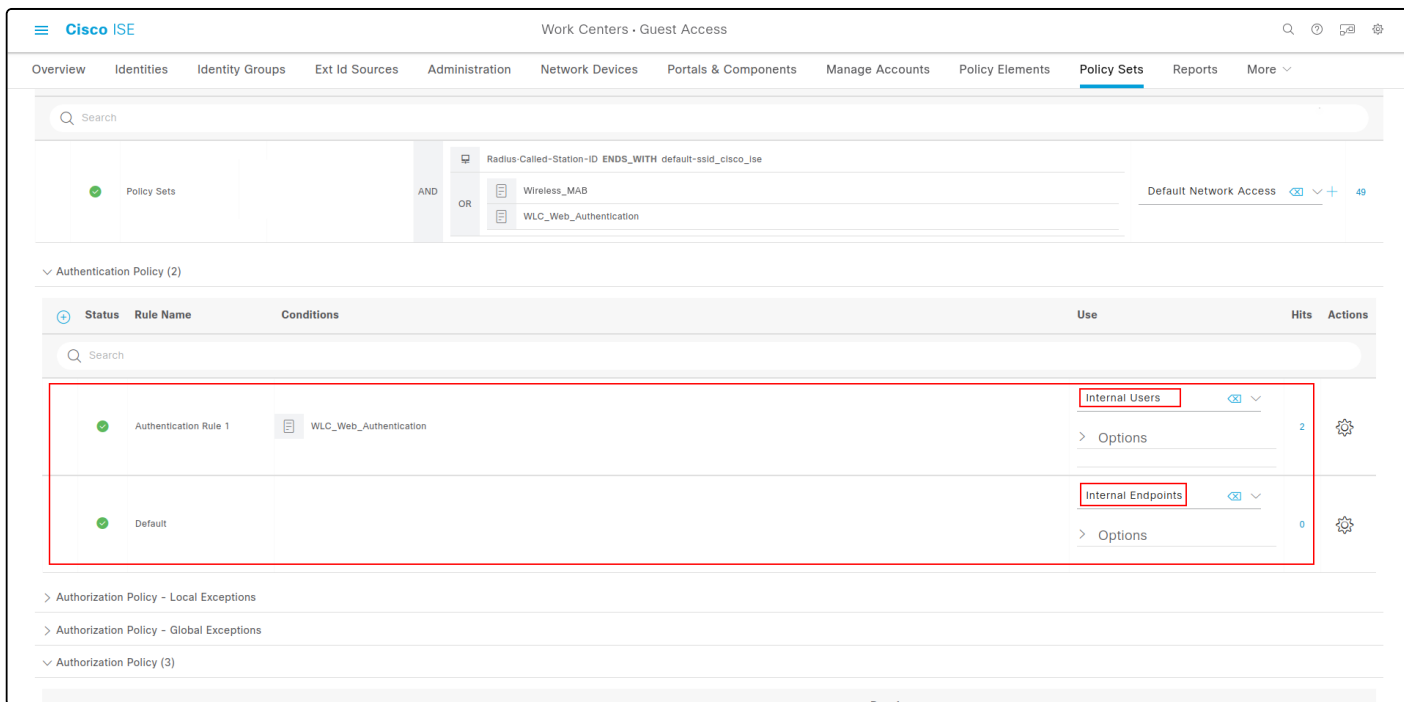 Cisco ISE
Work Centers · Guest Access
Overview Identities Identity Groups Ext Id Sources Administration Network Devices Portals & Components Manage Accounts Policy Elements Policy Sets Reports More
Search
Radius·Called-Station-ID ENDS_WITH default-ssid_cisco_ise
Policy Sets AND OR Wireless_MAB Default Network Access 49
WLC_Web_Authentication
Authentication Policy (2)
Status Rule Name Conditions Use Hits Actions
Search
Internal Users
Authentication Rule 1 WLC_Web_Authentication 2
Options
Internal Endpoints
Default 0
Options
Authorization Policy - Local Exceptions
Authorization Policy - Global Exceptions
Authorization Policy (3)